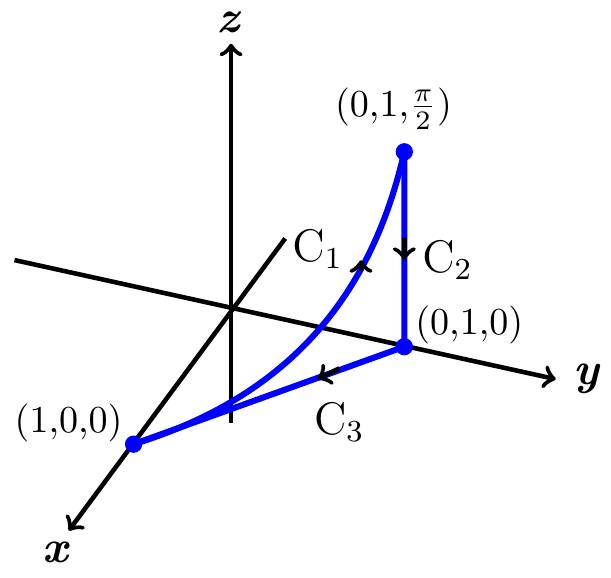 z
(0,1,π/2)
C₁
C₂
(0,1,0)
y
(1,0,0)
C₃
x